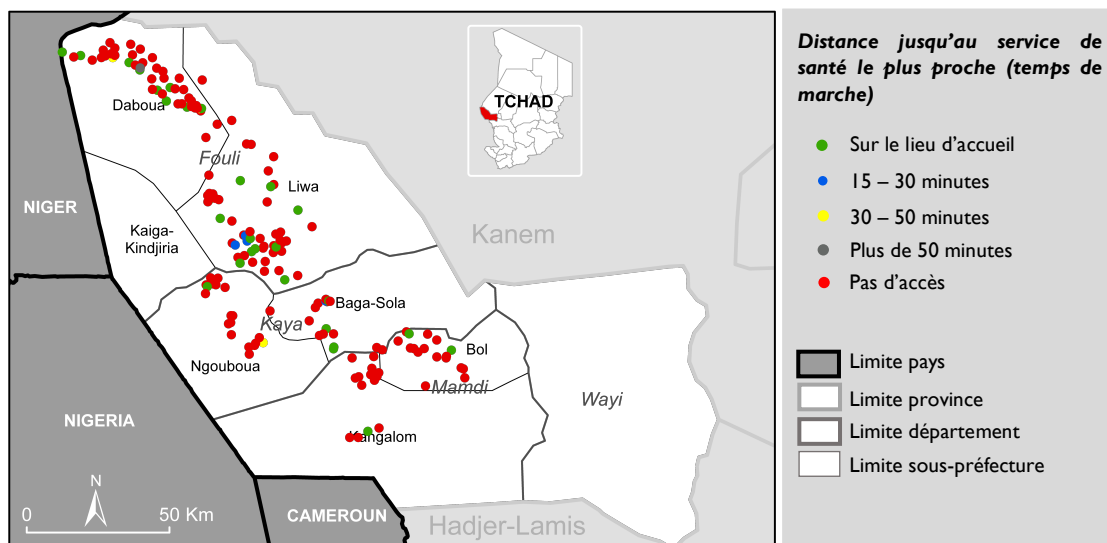 TCHAD
Daboua
Fouli
Liwa
NIGER
Kaiga-
Kindjiria
Kanem
Baga-Sola
Kaya
Bol
Ngouboua
Mamdi
Wayi
NIGERIA
Kangalom
N
0 50 Km
CAMEROUN
Hadjer-Lamis
Distance jusqu'au service de
santé le plus proche (temps de
marche)
Sur le lieu d'accueil
15 – 30 minutes
30 – 50 minutes
Plus de 50 minutes
Pas d'accès
Limite pays
Limite province
Limite département
Limite sous-préfecture